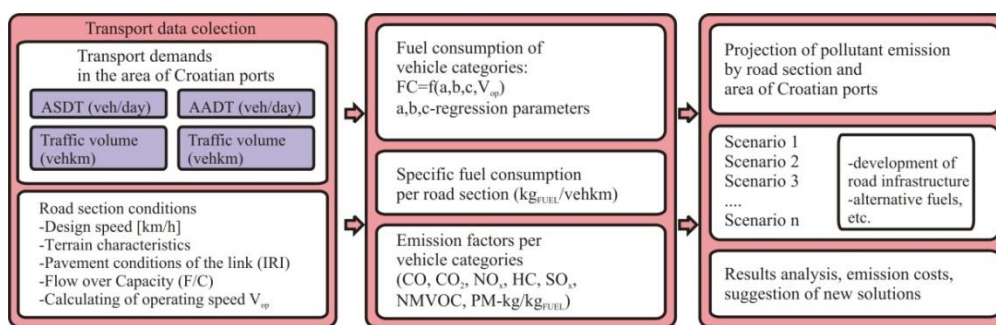 Transport data colection
Transport demands
in the area of Croatian ports
ASDT (veh/day)
AADT (veh/day)
Traffic volume
(vehkm)
Traffic volume
(vehkm)
Road section conditions
-Design speed [km/h]
-Terrain characteristics
-Pavement conditions of the link (IRI)
-Flow over Capacity (F/C)
-Calculating of operating speed Vop
Fuel consumption of
vehicle categories:
FC=f(a,b,c,Vop)
a,b,c-regression parameters
Specific fuel consumption
per road section (kgFUEL/vehkm)
Emission factors per
vehicle categories
(CO, CO2, NOx, HC, SOx,
NMVOC, PM-kg/kgFUEL)
Projection of pollutant emission
by road section and
area of Croatian ports
Scenario 1
Scenario 2
Scenario 3
....
Scenario n
-development of
road infrastructure
-alternative fuels,
etc.
Results analysis, emission costs,
suggestion of new solutions